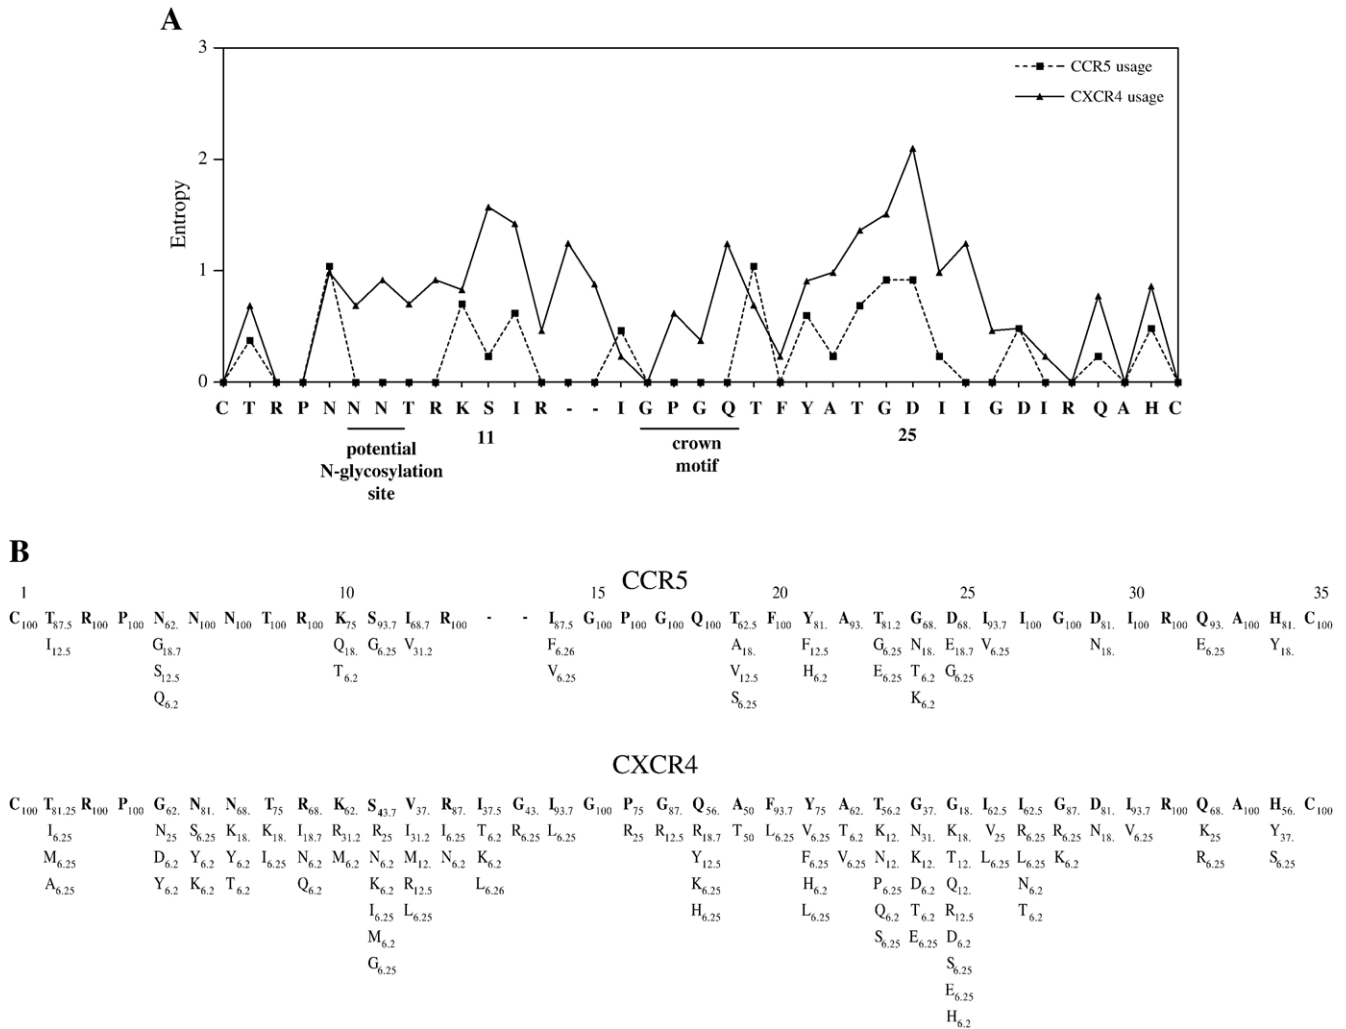 A
3
2
1
0
Entropy
CCR5 usage
CXCR4 usage
C T R P N N N T R K S I R - - I G P G Q T F Y A T G D I I G D I R Q A H C
11 25
potential
N-glycosylation
site
crown
motif
B
CCR5
1 10 15 20 25 30 35
C100 T87.5 R100 P100 N62. N100 N100 T100 R100 K75 S93.7 I68.7 R100 - - I87.5 G100 P100 G100 Q100 T62.5 F100 Y81. A93. T81.2 G68. D68. I93.7 I100 G100 D81. I100 R100 Q93. A100 H81. C100
I12.5 G18.7 Q18. G6.25 V31.2 F6.26 A18. F12.5 G6.25 N18. E18.7 V6.25 N18. E6.25 Y18.
S12.5 T6.2 V6.25 V12.5 H6.2 E6.25 T6.2 G6.25
Q6.2 S6.25 K6.2
CXCR4
C100 T81.25 R100 P100 G62. N81. N68. T75 R68. K62. S43.7 V37. R87. I37.5 G43. I93.7 G100 P75 G87. Q56. A50 F93.7 Y75 A62. T56.2 G37. G18. I62.5 I62.5 G87. D81. I93.7 R100 Q68. A100 H56. C100
I6.25 N25 S6.25 K18. K18. I18.7 R31.2 R25 I31.2 I6.25 T6.2 R6.25 L6.25 R25 R12.5 R18.7 T50 L6.25 V6.25 T6.2 K12. N31. K18. V25 R6.25 R6.25 N18. V6.25 K25 Y37.
M6.25 D6.2 Y6.2 Y6.2 I6.25 N6.2 M6.2 N6.2 M12. N6.2 K6.2 Y12.5 F6.25 V6.25 N12. K12. T12. L6.25 L6.25 K6.2 R6.25 S6.25
A6.25 Y6.2 K6.2 T6.2 Q6.2 K6.2 R12.5 L6.26 K6.25 H6.2 P6.25 D6.2 Q12. N6.2
I6.25 L6.25 H6.25 L6.25 Q6.2 T6.2 R12.5 T6.2
M6.2 S6.25 E6.25 D6.2
G6.25 S6.25
E6.25
H6.2